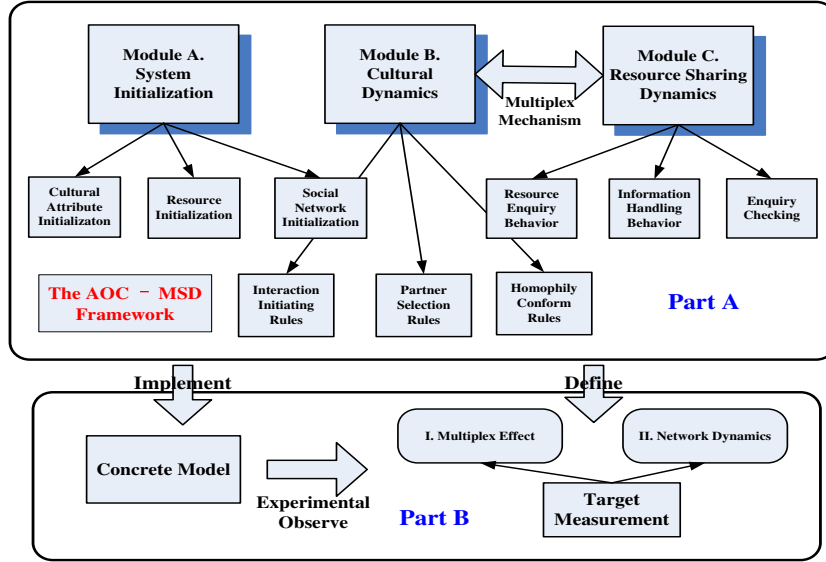 Module A.
System
Initialization
Module B.
Cultural
Dynamics
Multiplex
Mechanism
Module C.
Resource Sharing
Dynamics
Cultural
Attribute
Initializaton
Resource
Initialization
Social
Network
Initialization
Resource
Enquiry
Behavior
Information
Handling
Behavior
Enquiry
Checking
The AOC – MSD
Framework
Interaction
Initiating
Rules
Partner
Selection
Rules
Homophily
Conform
Rules
Part A
Implement
Define
Concrete Model
Experimental
Observe
I. Multiplex Effect
II. Network Dynamics
Part B
Target
Measurement